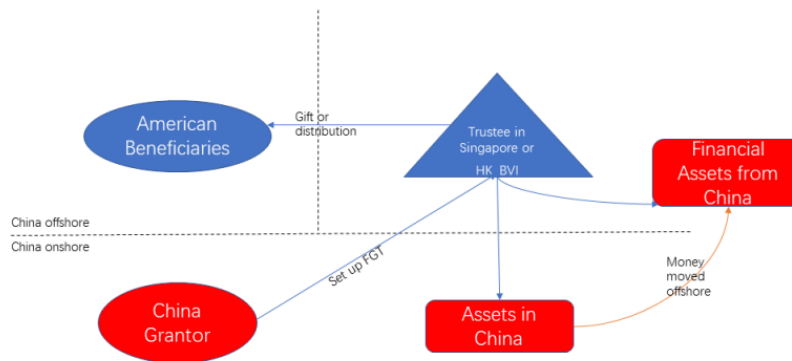 American
Beneficiaries
Gift or
distribution
Trustee in
Singapore or
HK BVI
Financial
Assets from
China
China offshore
China onshore
Set up FGT
Money
moved
offshore
China
Grantor
Assets in
China